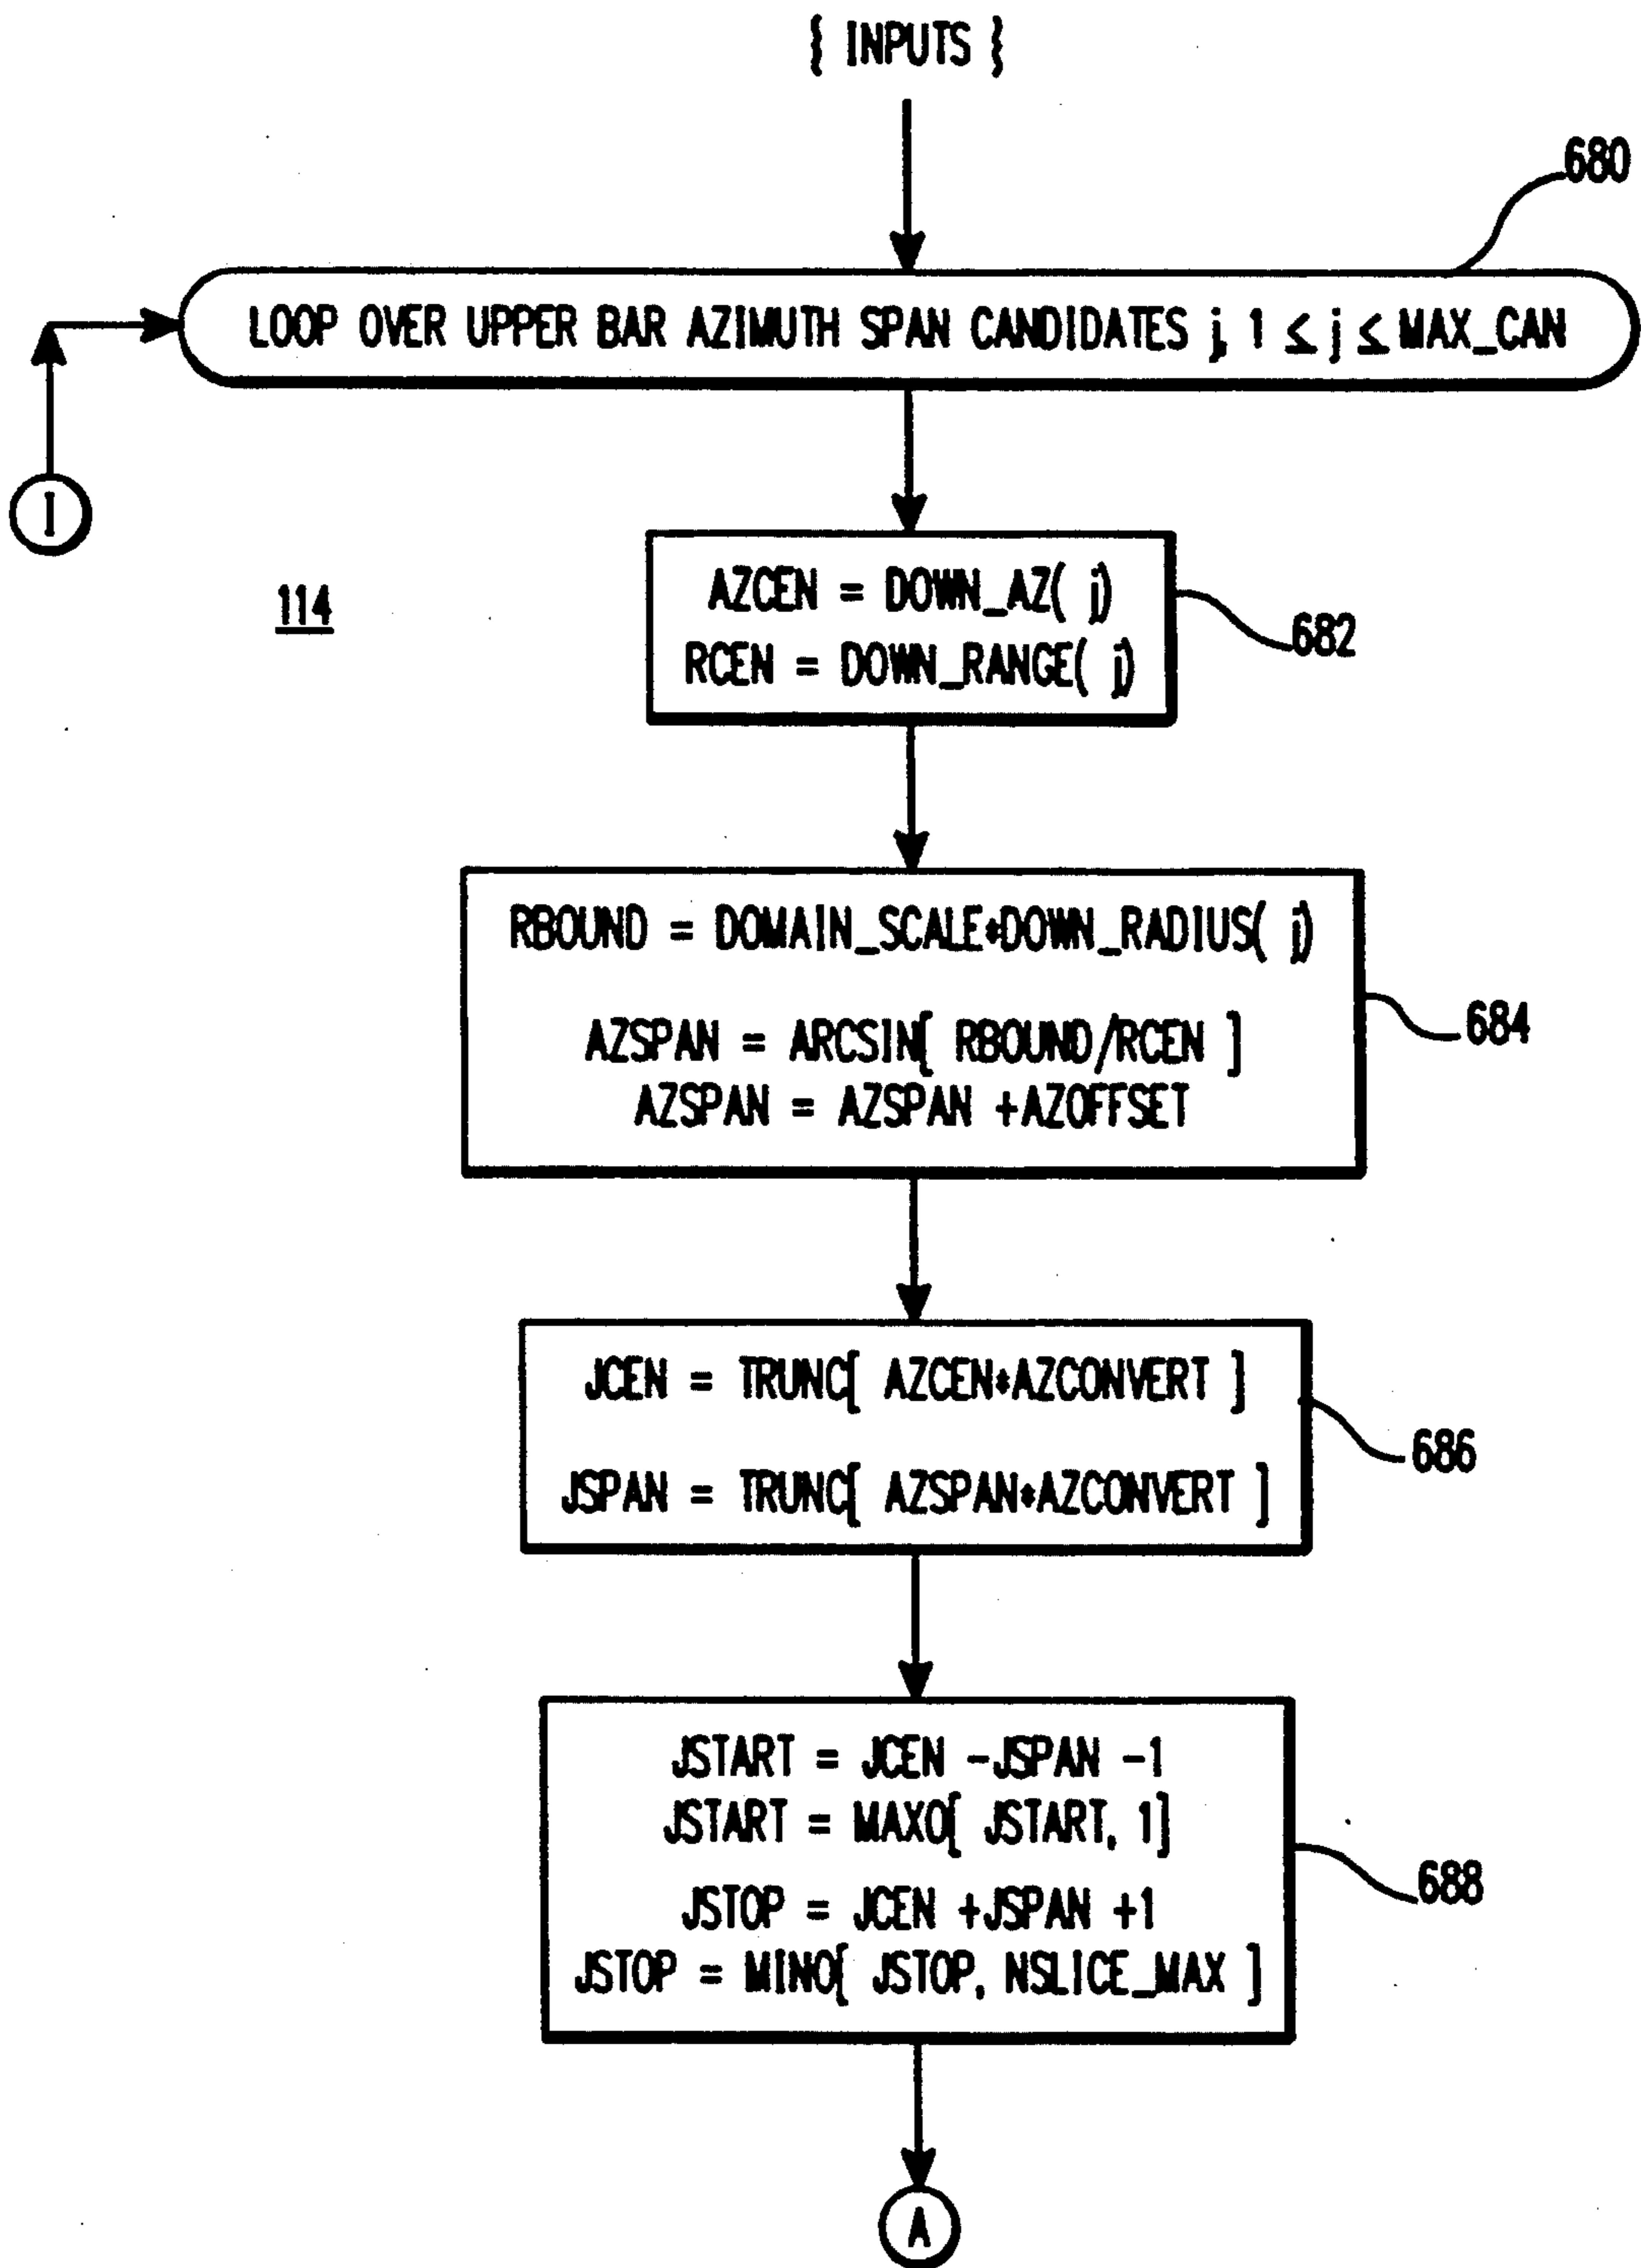 { INPUTS }
680
LOOP OVER UPPER BAR AZIMUTH SPAN CANDIDATES j, 1 ≤ j ≤ MAX_CAN
I
114
AZCEN = DOWN_AZ( j)
RCEN = DOWN_RANGE( j)
682
RBOUND = DOMAIN_SCALE*DOWN_RADIUS( j)
AZSPAN = ARCSIN[ RBOUND/RCEN ]
AZSPAN = AZSPAN +AZOFFSET
684
JCEN = TRUNC[ AZCEN*AZCONVERT ]
JSPAN = TRUNC[ AZSPAN*AZCONVERT ]
686
JSTART = JCEN -JSPAN -1
JSTART = MAX0[ JSTART, 1]
JSTOP = JCEN +JSPAN +1
JSTOP = MIN0[ JSTOP, NSLICE_MAX ]
688
A